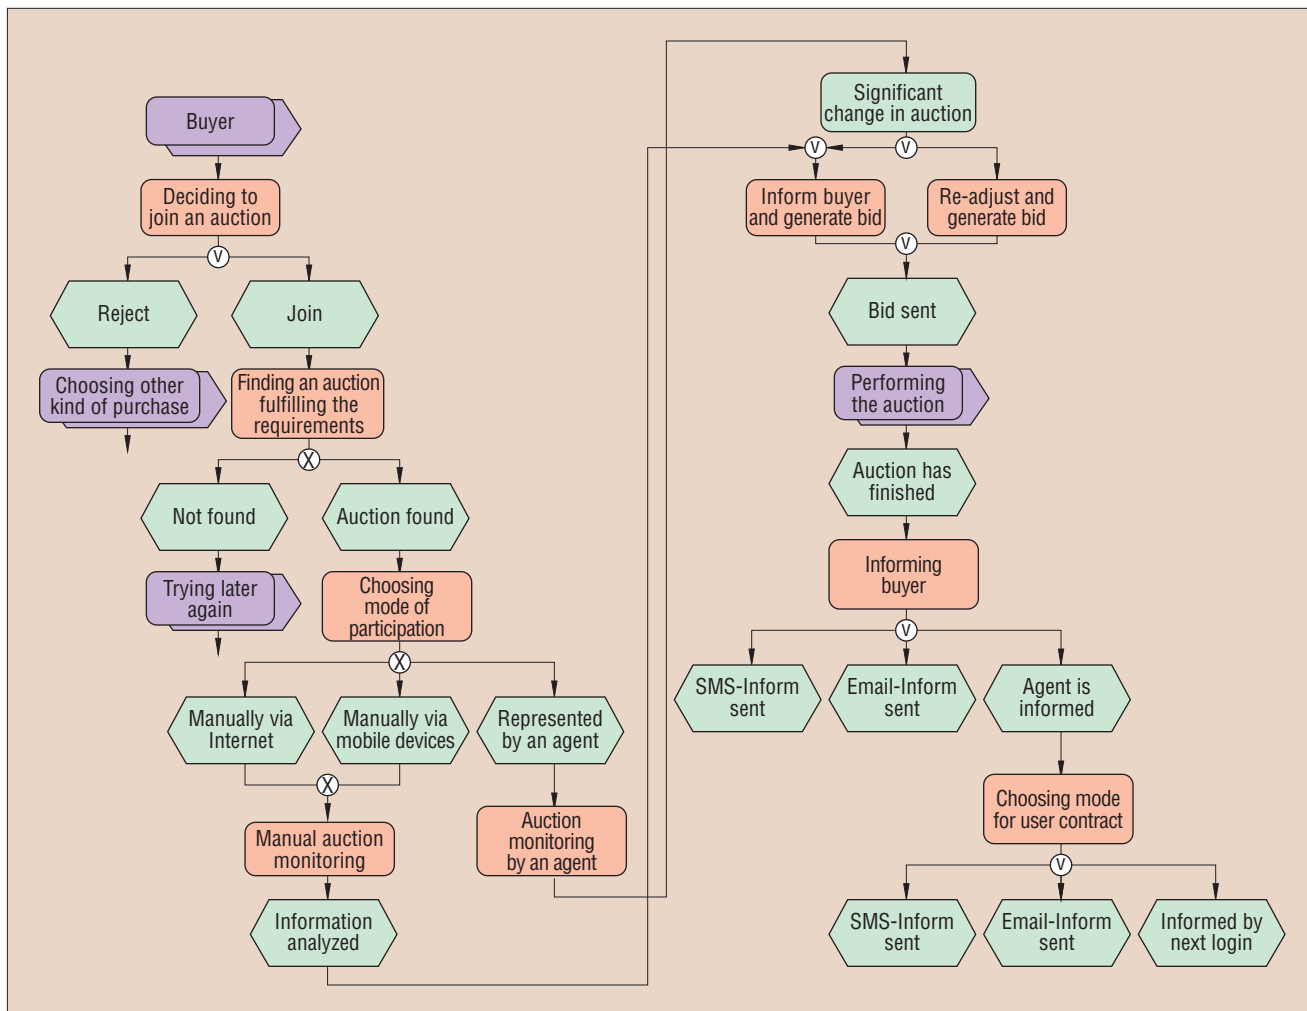 Buyer
Deciding to
join an auction
V
Reject
Join
Choosing other
kind of purchase
Finding an auction
fulfilling the
requirements
X
Not found
Auction found
Trying later
again
Choosing
mode of
participation
X
Manually via
Internet
Manually via
mobile devices
Represented
by an agent
X
Manual auction
monitoring
Auction
monitoring
by an agent
Information
analyzed
Significant
change in auction
V
V
Inform buyer
and generate bid
Re-adjust and
generate bid
V
Bid sent
Performing
the auction
Auction has
finished
Informing
buyer
V
SMS-Inform
sent
Email-Inform
sent
Agent is
informed
Choosing mode
for user contract
V
SMS-Inform
sent
Email-Inform
sent
Informed by
next login